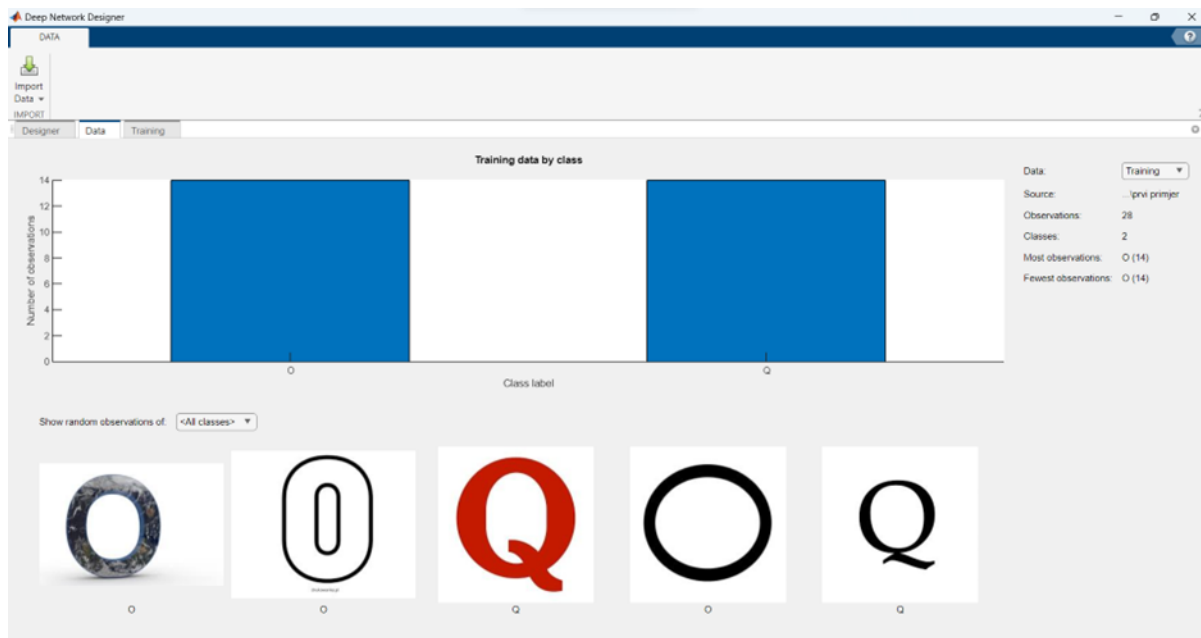 Deep Network Designer
DATA
Import
Data
IMPORT
Designer
Data
Training
Training data by class
14
12
10
8
6
4
2
0
Number of observations
O
Q
Class label
Data:
Training
Source:
...\prvi primjer
Observations:
28
Classes:
2
Most observations:
O (14)
Fewest observations:
O (14)
Show random observations of:
<All classes>
O
O
Q
O
Q
O
O
Q
O
Q